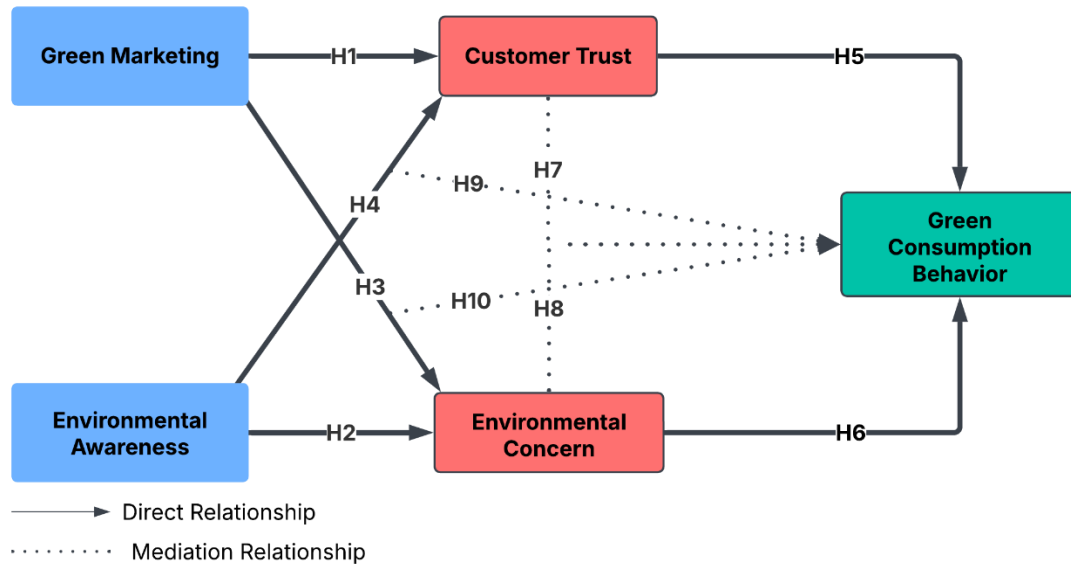 Green Marketing
H1
Customer Trust
H5
H7
H9
H4
Green
Consumption
Behavior
H3
H10
H8
Environmental
Awareness
H2
Environmental
Concern
H6
Direct Relationship
Mediation Relationship